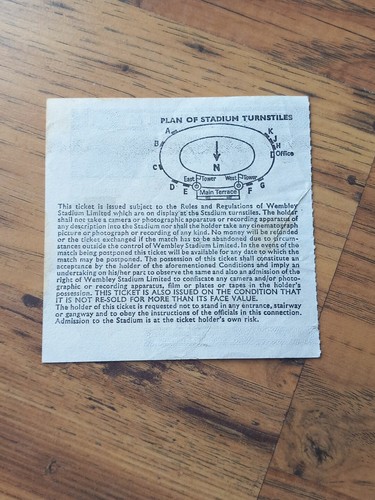 PLAN OF STADIUM TURNSTILES
A
K
J
B
H
Office
C
N
East Tower
West Tower
D
E
Main Terrace
F
G
This ticket is issued subject to the Rules and Regulations of Wembley
Stadium Limited which are on display at the Stadium turnstiles. The holder
shall not take a camera or photographic apparatus or recording apparatus of
any description into the Stadium nor shall the holder take any cinematograph
picture or photograph or recording of any kind. No money will be refunded
or the ticket exchanged if the match has to be abandoned due to circum-
stances outside the control of Wembley Stadium Limited. In the event of the
match being postponed this ticket will be available for any date to which the
match may be postponed. The possession of this ticket shall constitute an
acceptance by the holder of the aforementioned Conditions and imply an
undertaking on his/her part to observe the same and also an admission of the
right of Wembley Stadium Limited to confiscate any camera and/or photo-
graphic or recording apparatus, film or plates or tapes in the holder's
possession. THIS TICKET IS ALSO ISSUED ON THE CONDITION THAT
IT IS NOT RE-SOLD FOR MORE THAN ITS FACE VALUE.
The holder of this ticket is requested not to stand in any entrance, stairway
or gangway and to obey the instructions of the officials in this connection.
Admission to the Stadium is at the ticket holder's own risk.